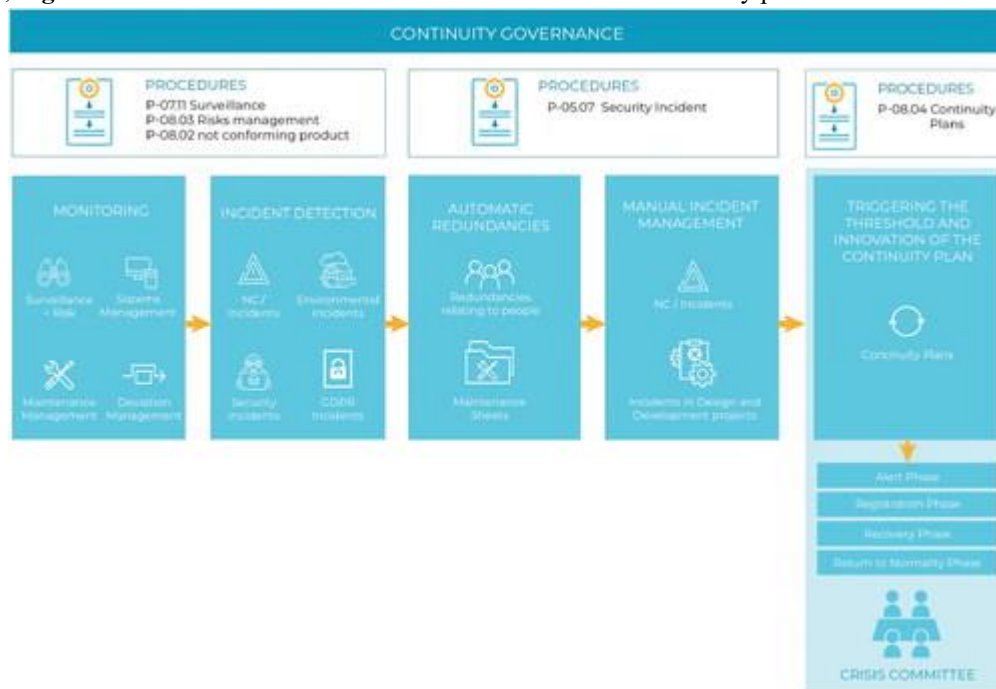 CONTINUITY GOVERNANCE
PROCEDURES
P-07.11 Surveillance
P-08.03 Risks management
P-08.02 not conforming product
PROCEDURES
P-05.07 Security Incident
PROCEDURES
P-08.04 Continuity
Plans
MONITORING
Surveillance
+ Risk
Sistems
Management
Maintenance
Management
Deviation
Management
INCIDENT DETECTION
NC /
Incidents
Environmental
Incidents
Security
Incidents
GDPR
Incidents
AUTOMATIC
REDUNDANCIES
Redundancies
relating to people
Maintenance
Sheets
MANUAL INCIDENT
MANAGEMENT
NC / Incidents
Incidents in Design and
Development projects
TRIGGERING THE
THRESHOLD AND
INNOVATION OF THE
CONTINUITY PLAN
Continuity Plans
Alert Phase
Registration Phase
Recovery Phase
Return to Normality Phase
CRISIS COMMITTEE